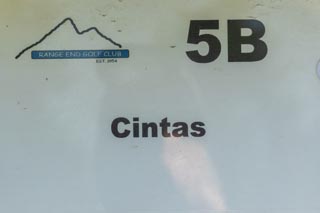 5B
RANGE END GOLF CLUB
EST. 1954
Cintas